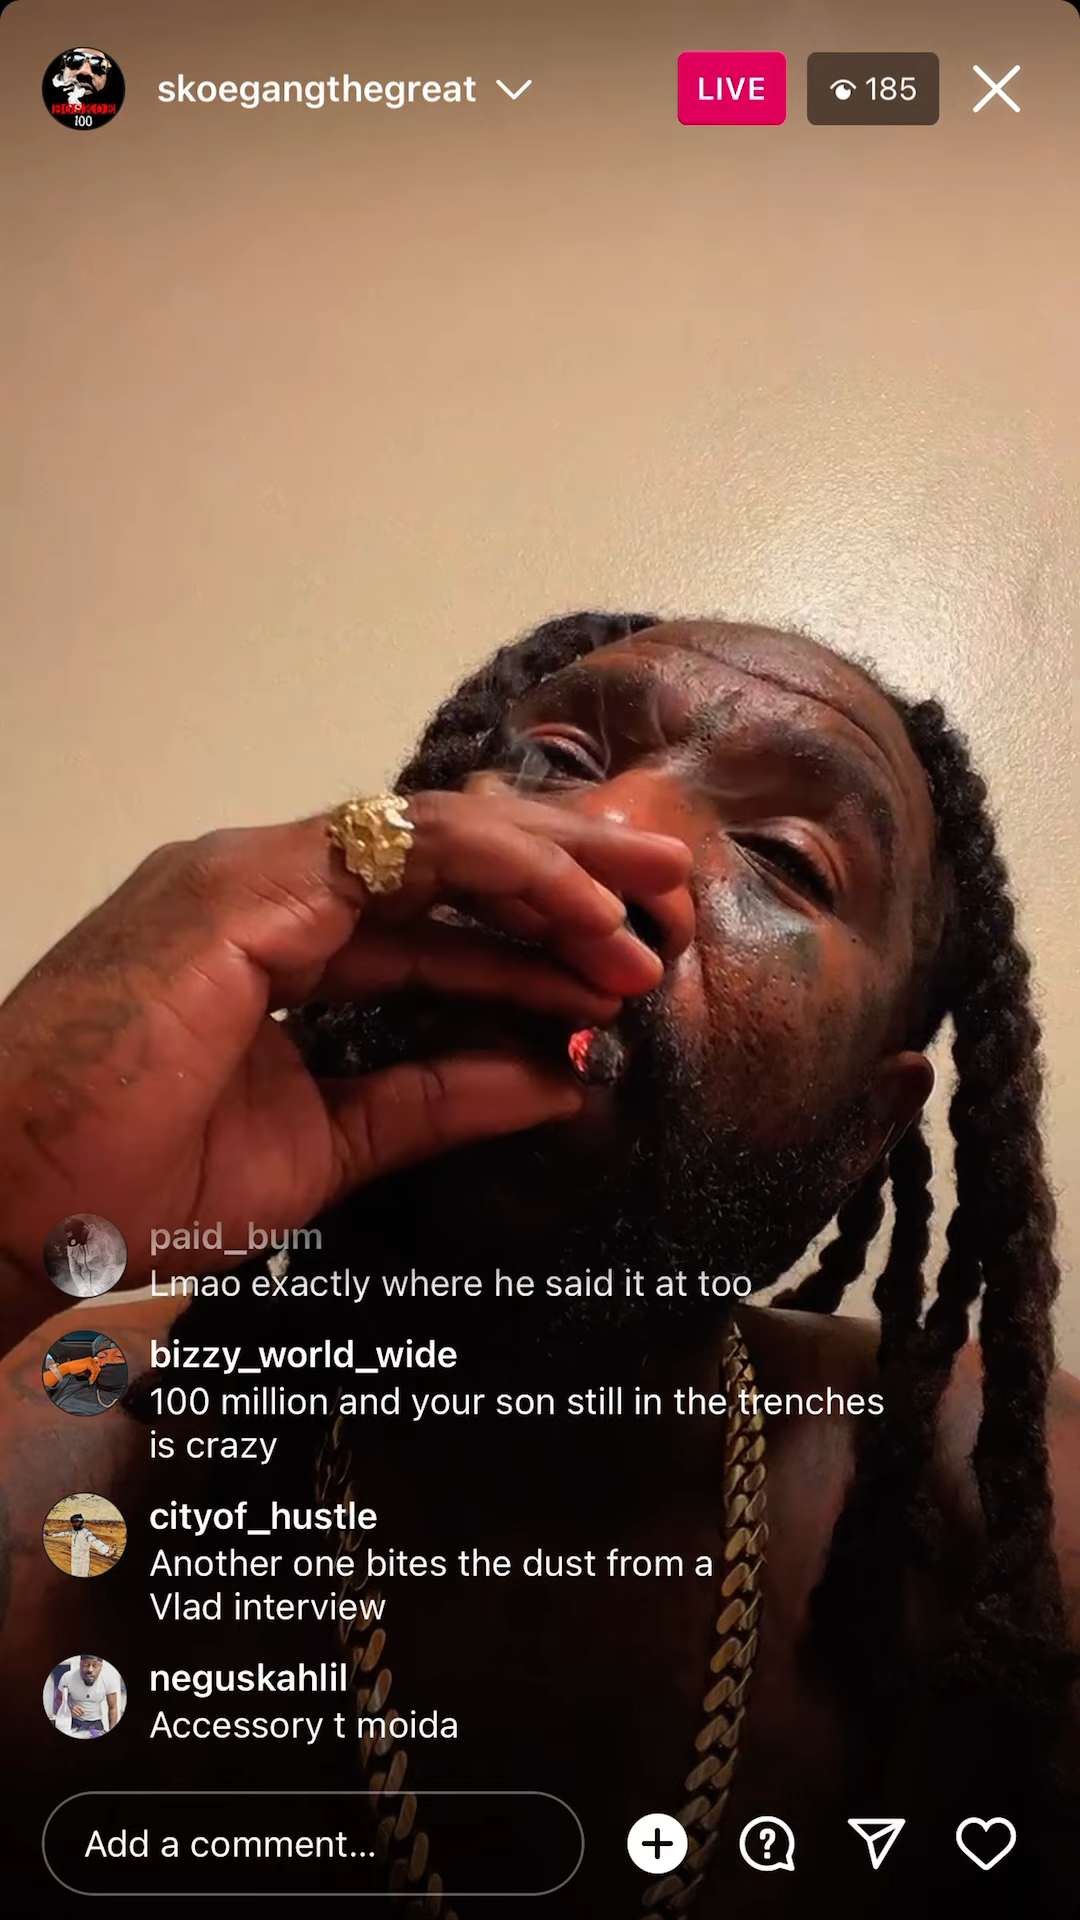 skoegangthegreat
LIVE
185
BOSKOE
100
paid_bum
Lmao exactly where he said it at too
bizzy_world_wide
100 million and your son still in the trenches
is crazy
cityof_hustle
Another one bites the dust from a
Vlad interview
neguskahlil
Accessory t moida
Add a comment...